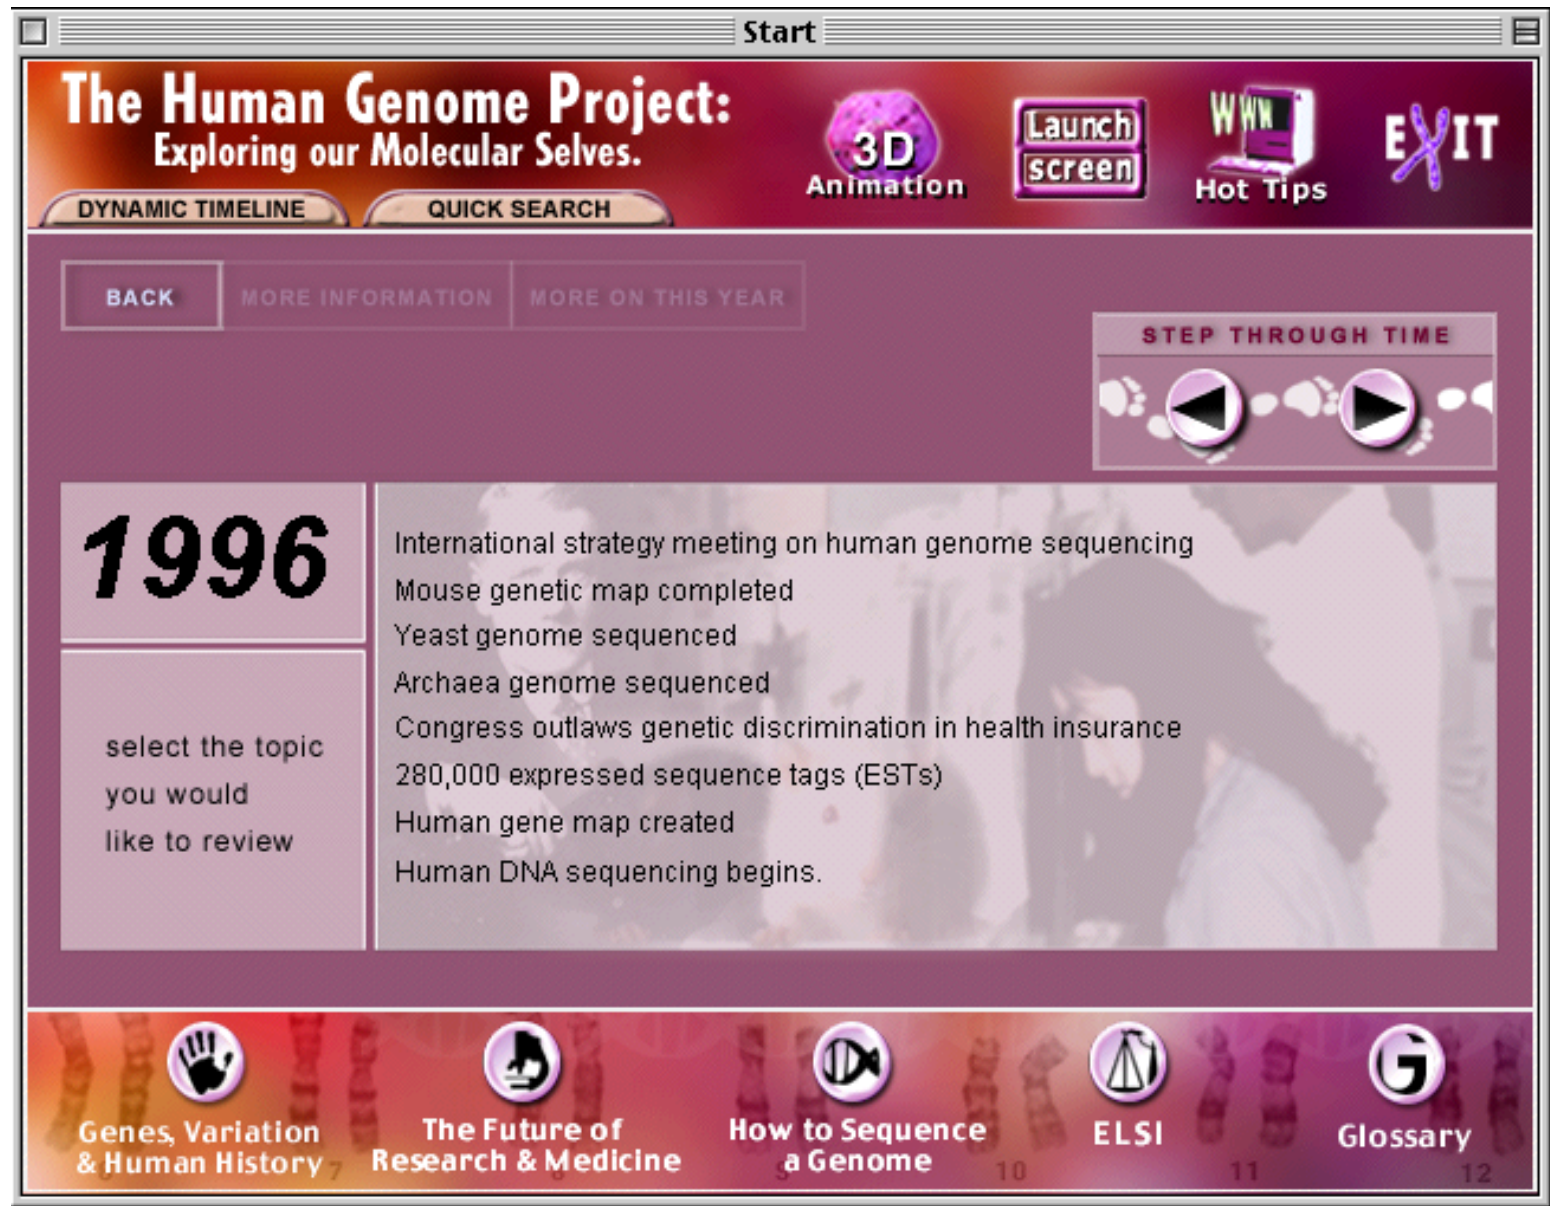 Start
The Human Genome Project:
Exploring our Molecular Selves.
3D
Animation
Launch
screen
WWW
Hot Tips
EXIT
DYNAMIC TIMELINE
QUICK SEARCH
BACK
MORE INFORMATION
MORE ON THIS YEAR
STEP THROUGH TIME
1996
select the topic
you would
like to review
International strategy meeting on human genome sequencing
Mouse genetic map completed
Yeast genome sequenced
Archaea genome sequenced
Congress outlaws genetic discrimination in health insurance
280,000 expressed sequence tags (ESTs)
Human gene map created
Human DNA sequencing begins.
Genes, Variation
& Human History
The Future of
Research & Medicine
How to Sequence
a Genome
ELSI
G
Glossary
7
10
11
12